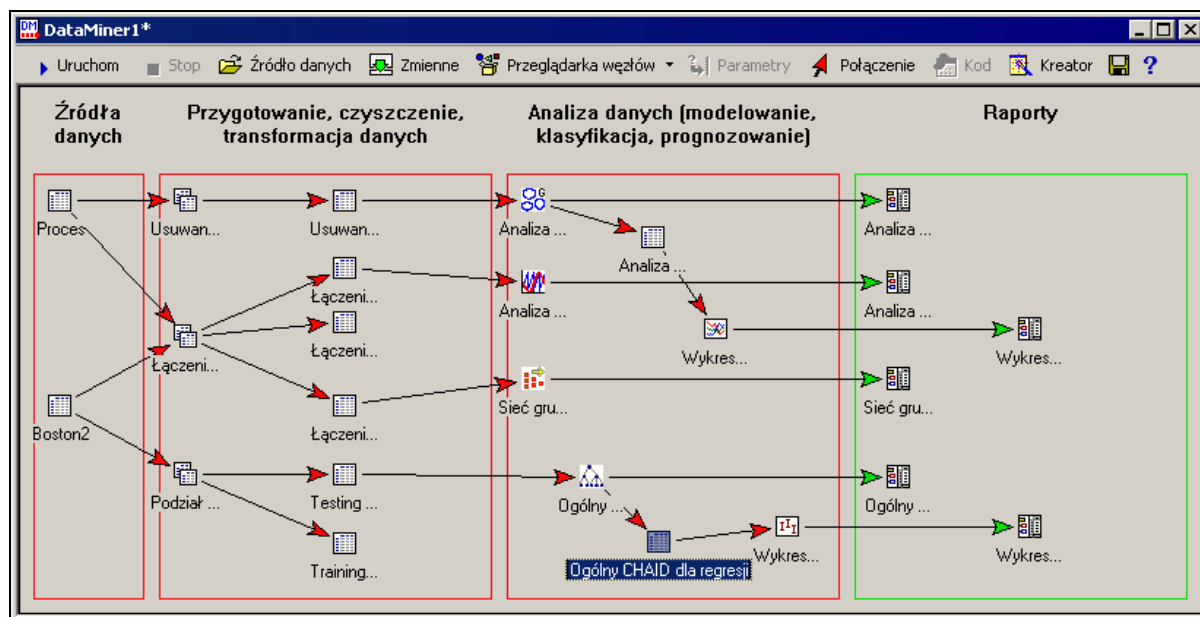 DataMiner1*
Uruchom Stop Źródło danych Zmienne Przeglądarka węzłów Parametry Połączenie Kod Kreator ?
Źródła
danych
Przygotowanie, czyszczenie,
transformacja danych
Analiza danych (modelowanie,
klasyfikacja, prognozowanie)
Raporty
Proces
Usuwan...
Usuwan...
Analiza ...
Analiza ...
Analiza ...
Łączeni...
Analiza ...
Analiza ...
Łączeni...
Łączeni...
Wykres...
Wykres...
Boston2
Łączeni...
Sieć gru...
Sieć gru...
Podział ...
Testing ...
Ogólny ...
Ogólny ...
Training...
Ogólny CHAID dla regresji
Wykres...
Wykres...